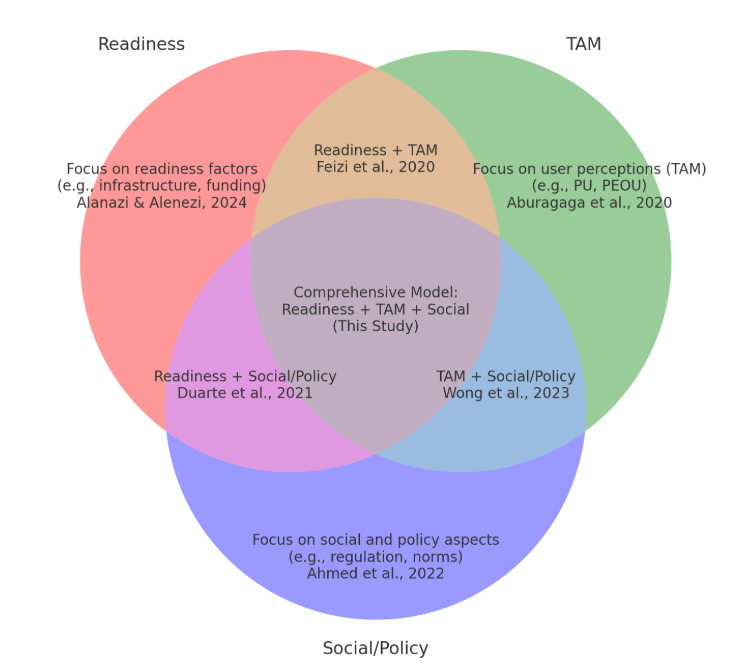 Readiness
TAM
Readiness + TAM
Feizi et al., 2020
Focus on readiness factors
(e.g., infrastructure, funding)
Alanazi & Alenezi, 2024
Focus on user perceptions (TAM)
(e.g., PU, PEOU)
Aburagaga et al., 2020
Comprehensive Model:
Readiness + TAM + Social
(This Study)
Readiness + Social/Policy
Duarte et al., 2021
TAM + Social/Policy
Wong et al., 2023
Focus on social and policy aspects
(e.g., regulation, norms)
Ahmed et al., 2022
Social/Policy